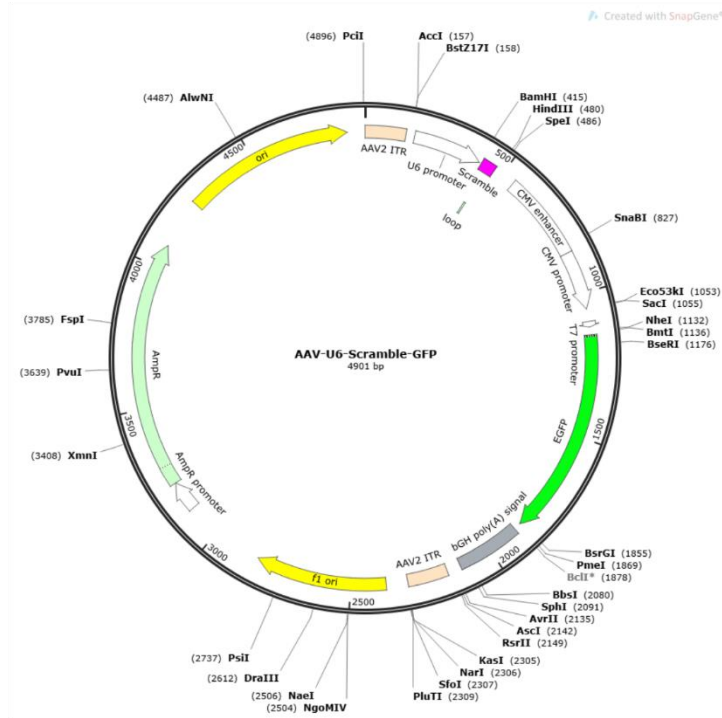 Created with SnapGene®
(4896) PciI
AccI (157)
BstZ17I (158)
(4487) AlwNI
BamHI (415)
HindIII (480)
SpeI (486)
4500
ori
AAV2 ITR
U6 promoter
Scramble
500
loop
CMV enhancer
CMV promoter
SnaBI (827)
1000
4000
Eco53kI (1053)
SacI (1055)
(3785) FspI
NheI (1132)
BmtI (1136)
BseRI (1176)
T7 promoter
AAV-U6-Scramble-GFP
4901 bp
AmpR
(3639) PvuI
3500
EGFP
1500
(3408) XmnI
AmpR promoter
bGH poly(A) signal
3000
2000
AAV2 ITR
f1 ori
2500
BsrGI (1855)
PmeI (1869)
BclI* (1878)
BbsI (2080)
SphI (2091)
AvrII (2135)
AscI (2142)
RsrII (2149)
(2737) PsiI
(2612) DraIII
(2506) NaeI
(2504) NgoMIV
KasI (2305)
NarI (2306)
SfoI (2307)
PluTI (2309)